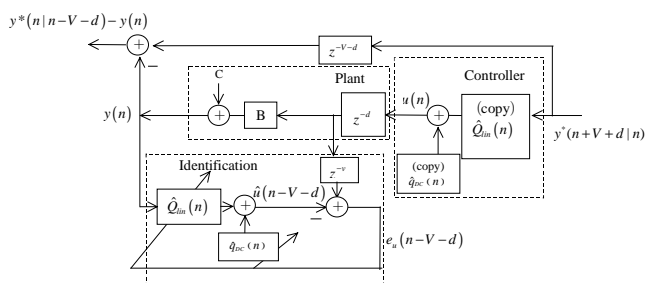 y*(n|n-V-d)-y(n)
+
−
z^{-V-d}
Plant
Controller
C
u(n)
(copy)
Q̂_{lin}(n)
y(n)
+
B
z^{-d}
+
y*(n+V+d|n)
(copy)
q̂_{DC}(n)
Identification
z^{-v}
û(n-V-d)
Q̂_{lin}(n)
+
+
−
q̂_{DC}(n)
e_u(n-V-d)